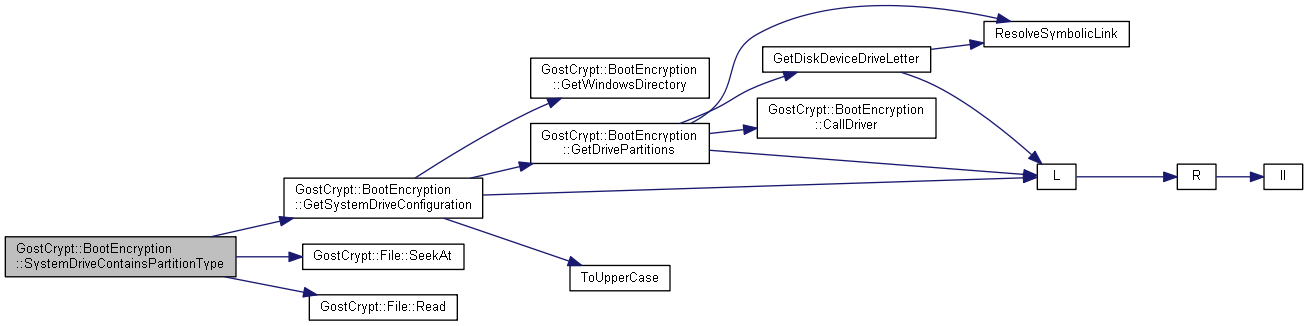 ResolveSymbolicLink
GetDiskDeviceDriveLetter
GostCrypt::BootEncryption
::GetWindowsDirectory
GostCrypt::BootEncryption
::CallDriver
GostCrypt::BootEncryption
::GetDrivePartitions
L
R
II
GostCrypt::BootEncryption
::GetSystemDriveConfiguration
GostCrypt::BootEncryption
::SystemDriveContainsPartitionType
GostCrypt::File::SeekAt
ToUpperCase
GostCrypt::File::Read